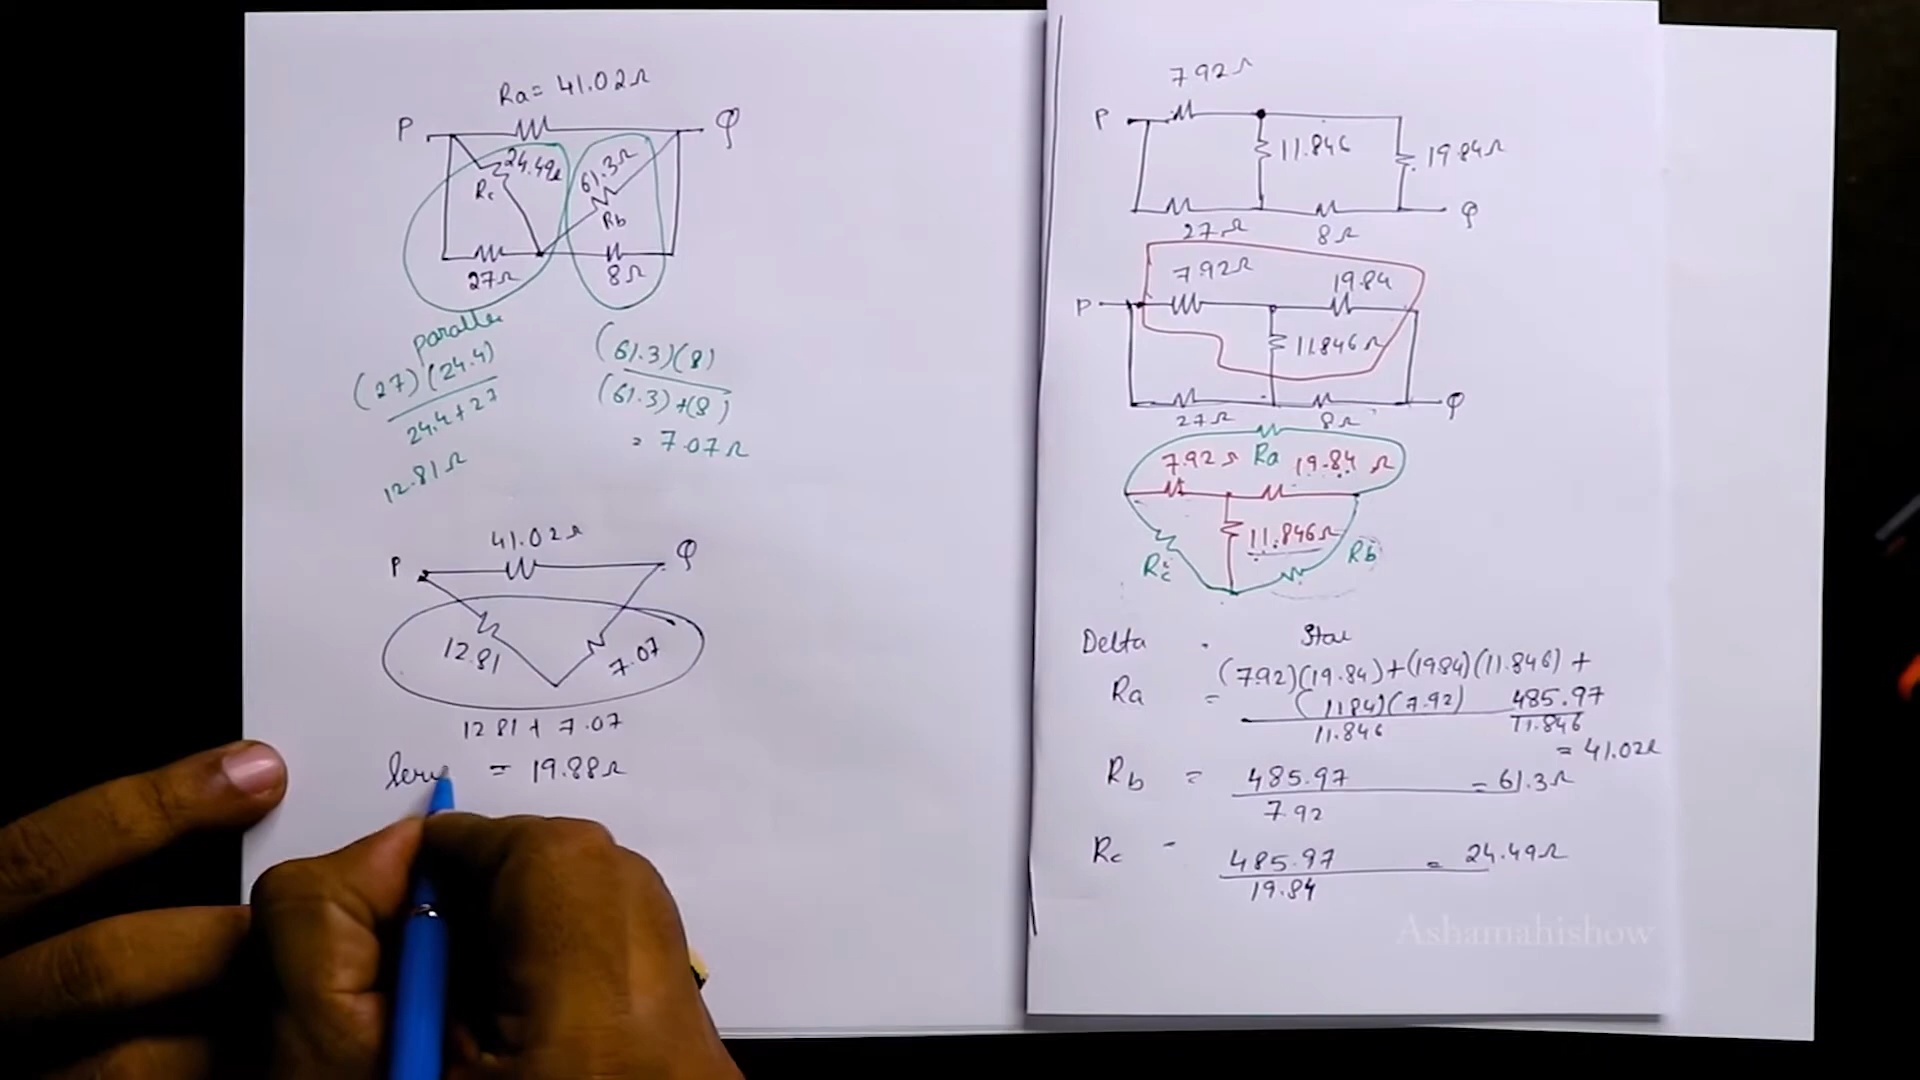 Ra = 41.02Ω
P
Q
24.49Ω
Rc
61.3Ω
Rb
27Ω
8Ω
parallel
(27)(24.4)
24.4+27
12.81Ω
(61.3)(8)
(61.3)+(8)
= 7.07Ω
41.02Ω
P
Q
12.81
7.07
12.81 + 7.07
= 19.88Ω
7.92Ω
P
11.846
19.84Ω
Q
27Ω
8Ω
7.92Ω
19.84
P
11.846Ω
Q
27Ω
8Ω
7.92Ω Ra 19.84 Ω
11.846Ω
Rc
Rb
Delta
Star
Ra = (7.92)(19.84)+(19.84)(11.846) +
(11.84)(7.92)
11.846
485.97
11.846
= 41.02Ω
Rb = 485.97 = 61.3Ω
7.92
Rc - 485.97 = 24.49Ω
19.84
Ashamahishow